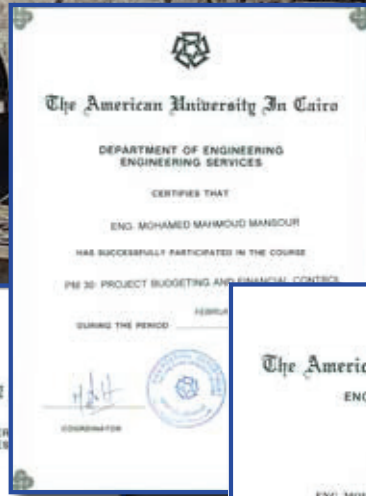 The American University In Cairo
DEPARTMENT OF ENGINEERING
ENGINEERING SERVICES
CERTIFIES THAT
ENG. MOHAMED MAHMOUD MANSOUR
HAS SUCCESSFULLY PARTICIPATED IN THE COURSE
PM 30: PROJECT BUDGETING AND FINANCIAL CONTROL
FEBRUR
DURING THE PERIOD
COORDINATOR
The Americ
ENG